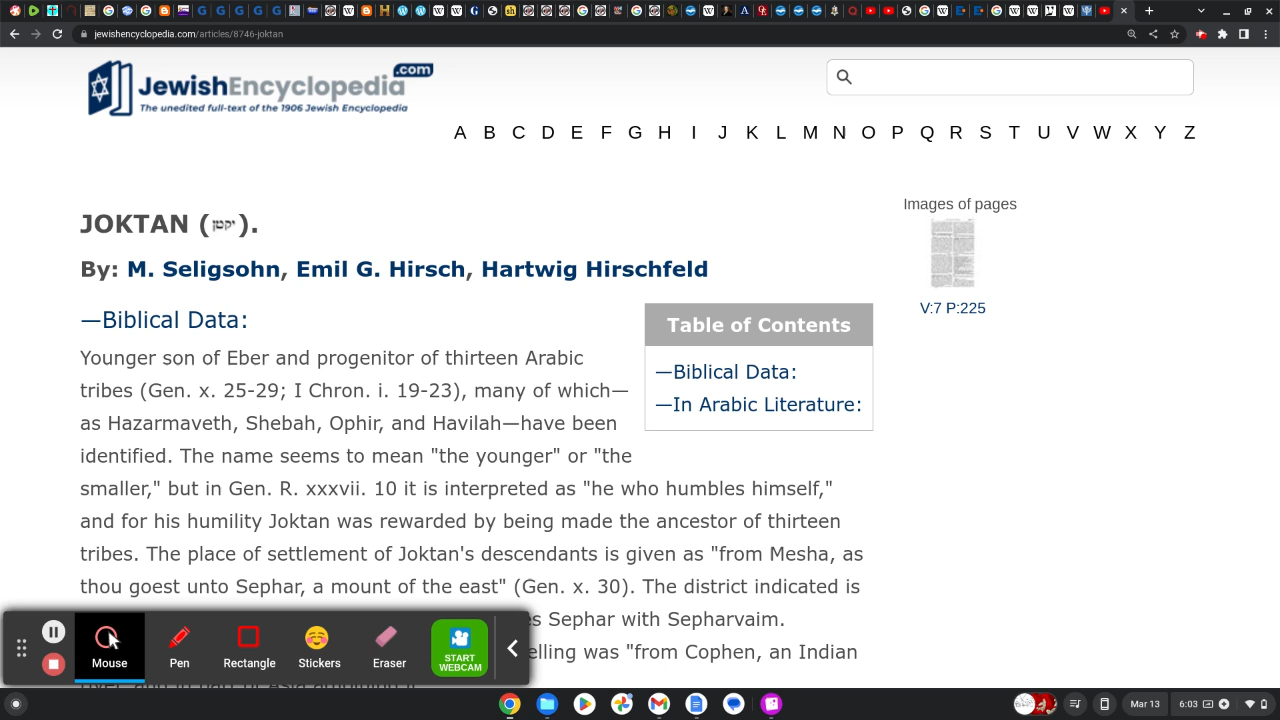 jewishencyclopedia.com/articles/8746-joktan
JewishEncyclopedia.com
The unedited full-text of the 1906 Jewish Encyclopedia
A B C D E F G H I J K L M N O P Q R S T U V W X Y Z
JOKTAN (יקטן).
By: M. Seligsohn, Emil G. Hirsch, Hartwig Hirschfeld
Images of pages
V:7 P:225
Table of Contents
—Biblical Data:
—In Arabic Literature:
—Biblical Data:
Younger son of Eber and progenitor of thirteen Arabic
tribes (Gen. x. 25-29; I Chron. i. 19-23), many of which—
as Hazarmaveth, Shebah, Ophir, and Havilah—have been
identified. The name seems to mean "the younger" or "the
smaller," but in Gen. R. xxxvii. 10 it is interpreted as "he who humbles himself,"
and for his humility Joktan was rewarded by being made the ancestor of thirteen
tribes. The place of settlement of Joktan's descendants is given as "from Mesha, as
thou goest unto Sephar, a mount of the east" (Gen. x. 30). The district indicated is
es Sephar with Sepharvaim.
elling was "from Cophen, an Indian
Mouse
Pen
Rectangle
Stickers
Eraser
START
WEBCAM
Mar 13
6:03